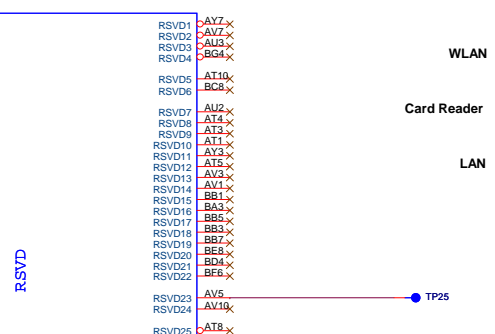 RSVD1 AY7
RSVD2 AV7
RSVD3 AU3
RSVD4 BG4
RSVD5 AT10
RSVD6 BC8
RSVD7 AU2
RSVD8 AT4
RSVD9 AT3
RSVD10 AT1
RSVD11 AY3
RSVD12 AT5
RSVD13 AV3
RSVD14 AV1
RSVD15 BB1
RSVD16 BA3
RSVD17 BB5
RSVD18 BB3
RSVD19 BB7
RSVD20 BE8
RSVD21 BD4
RSVD22 BF6
RSVD23 AV5 TP25
RSVD24 AV10
RSVD25 AT8
RSVD
WLAN
Card Reader
LAN